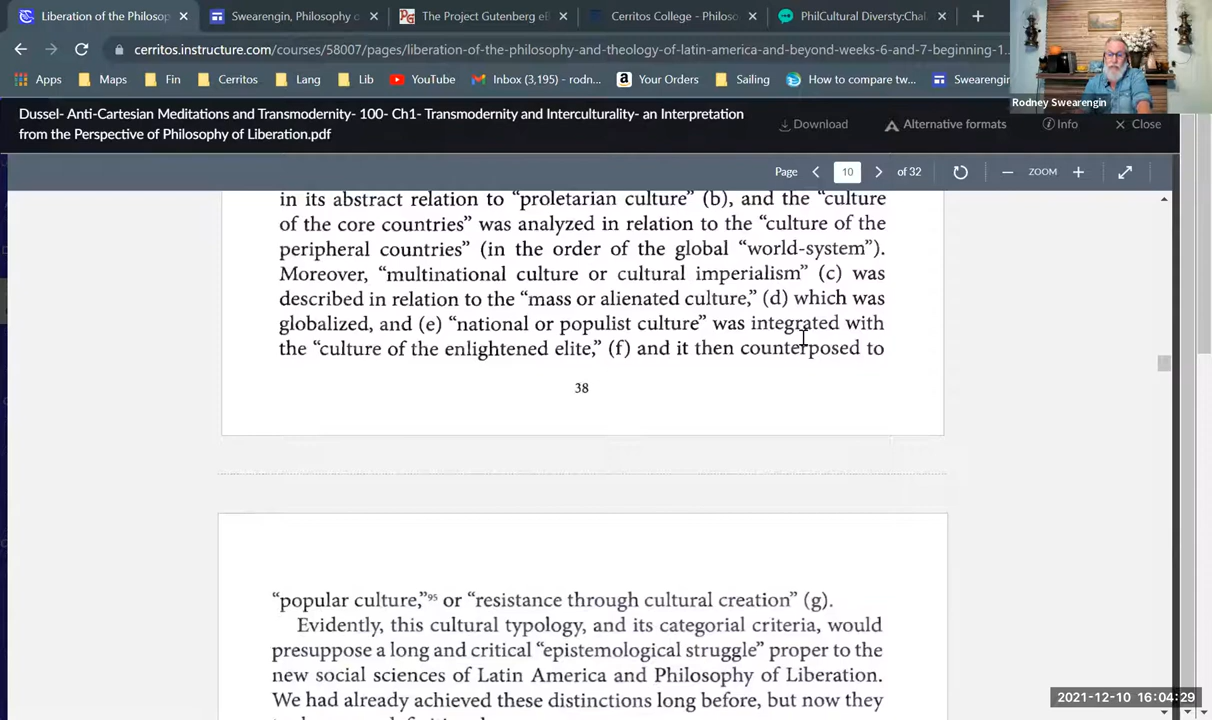 Liberation of the Philosop
Swearengin, Philosophy o
The Project Gutenberg eB
Cerritos College - Philoso
PhilCultural Diversty:Chal
cerritos.instructure.com/courses/58007/pages/liberation-of-the-philosophy-and-theology-of-latin-america-and-beyond-weeks-6-and-7-beginning-1...
Apps
Maps
Fin
Cerritos
Lang
Lib
YouTube
Inbox (3,195) - rodn...
Your Orders
Sailing
How to compare tw...
Swearengin
Rodney Swearengin
Dussel- Anti-Cartesian Meditations and Transmodernity- 100- Ch1- Transmodernity and Interculturality- an Interpretation
from the Perspective of Philosophy of Liberation.pdf
Download
Alternative formats
Info
Close
Page 10 of 32
ZOOM
in its abstract relation to “proletarian culture” (b), and the “culture
of the core countries” was analyzed in relation to the “culture of the
peripheral countries” (in the order of the global “world-system”).
Moreover, “multinational culture or cultural imperialism” (c) was
described in relation to the “mass or alienated culture,” (d) which was
globalized, and (e) “national or populist culture” was integrated with
the “culture of the enlightened elite,” (f) and it then counterposed to
38
“popular culture,”95 or “resistance through cultural creation” (g).
Evidently, this cultural typology, and its categorial criteria, would
presuppose a long and critical “epistemological struggle” proper to the
new social sciences of Latin America and Philosophy of Liberation.
We had already achieved these distinctions long before, but now they
2021-12-10 16:04:29